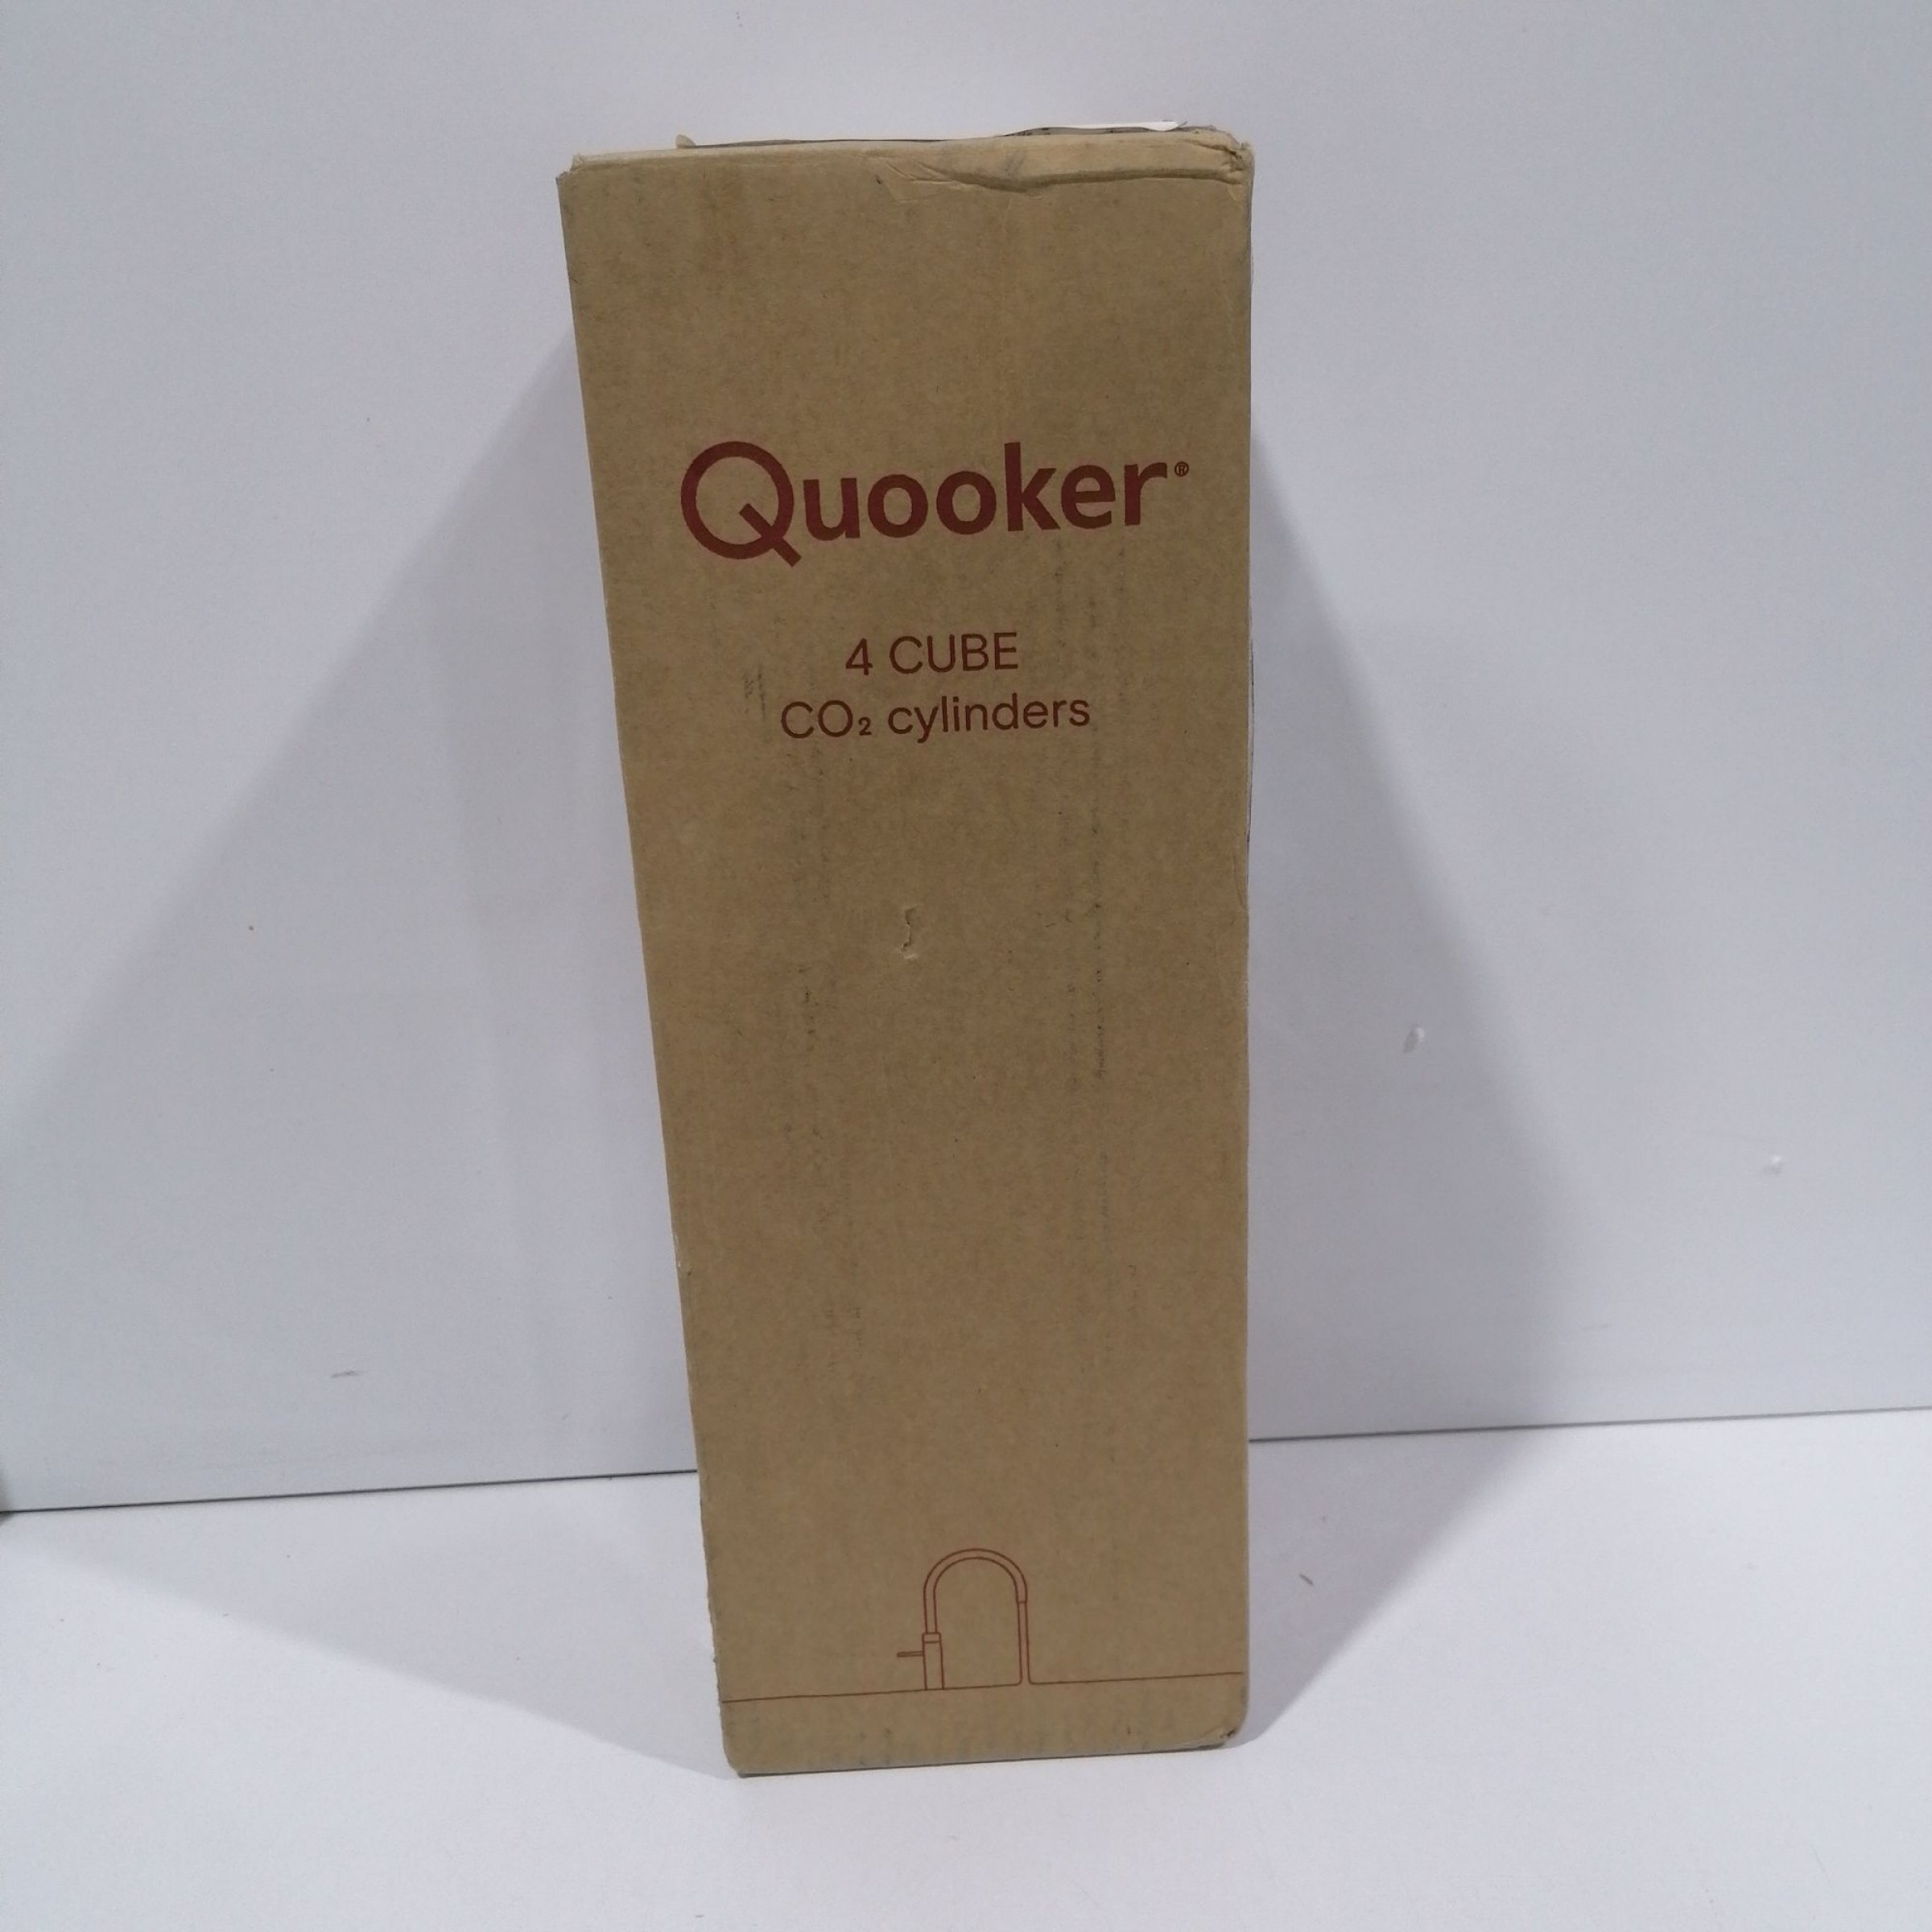 Quooker®
4 CUBE
CO₂ cylinders